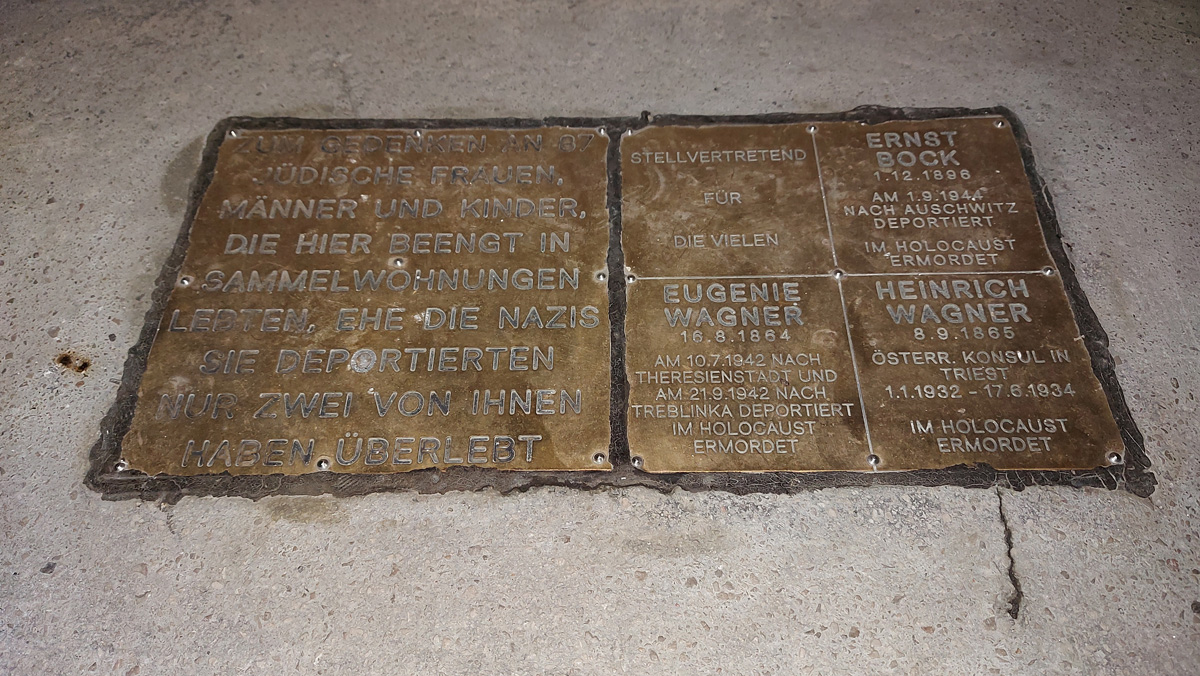 ZUM GEDENKEN AN 87
JÜDISCHE FRAUEN,
MÄNNER UND KINDER,
DIE HIER BEENGT IN
SAMMELWOHNUNGEN
LEBTEN, EHE DIE NAZIS
SIE DEPORTIERTEN
NUR ZWEI VON IHNEN
HABEN ÜBERLEBT
STELLVERTRETEND
FÜR
DIE VIELEN
ERNST
BOCK
1.12.1896
AM 1.9.1944
NACH AUSCHWITZ
DEPORTIERT
IM HOLOCAUST
ERMORDET
EUGENIE
WAGNER
16.8.1864
AM 10.7.1942 NACH
THERESIENSTADT UND
AM 21.9.1942 NACH
TREBLINKA DEPORTIERT
IM HOLOCAUST
ERMORDET
HEINRICH
WAGNER
8.9.1865
ÖSTERR. KONSUL IN
TRIEST
1.1.1932 - 17.6.1934
IM HOLOCAUST
ERMORDET